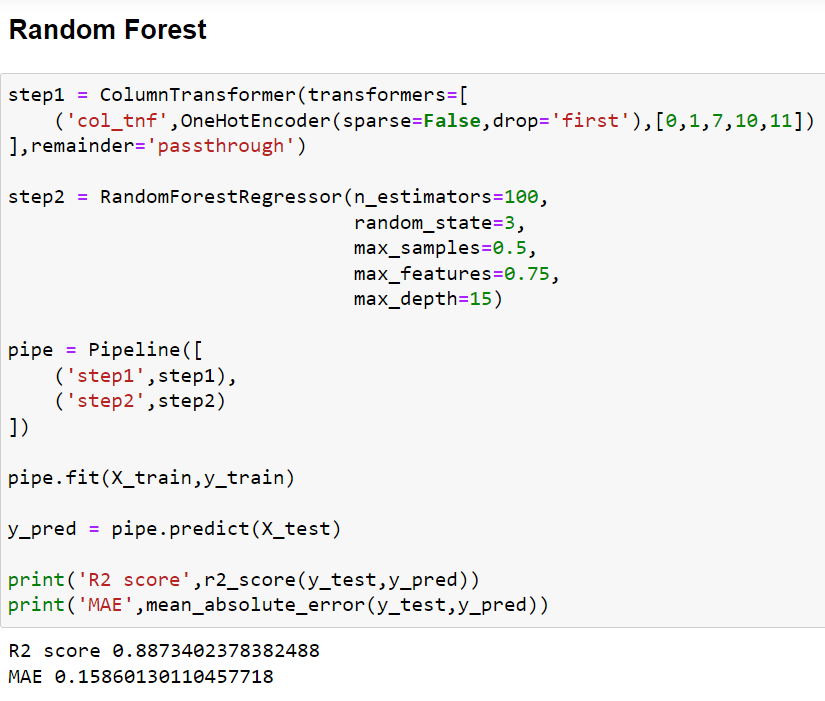 Random Forest
step1 = ColumnTransformer(transformers=[
    ('col_tnf',OneHotEncoder(sparse=False,drop='first'),[0,1,7,10,11])
],remainder='passthrough')
step2 = RandomForestRegressor(n_estimators=100,
                              random_state=3,
                              max_samples=0.5,
                              max_features=0.75,
                              max_depth=15)
pipe = Pipeline([
    ('step1',step1),
    ('step2',step2)
])
pipe.fit(X_train,y_train)
y_pred = pipe.predict(X_test)
print('R2 score',r2_score(y_test,y_pred))
print('MAE',mean_absolute_error(y_test,y_pred))
R2 score 0.8873402378382488
MAE 0.15860130110457718